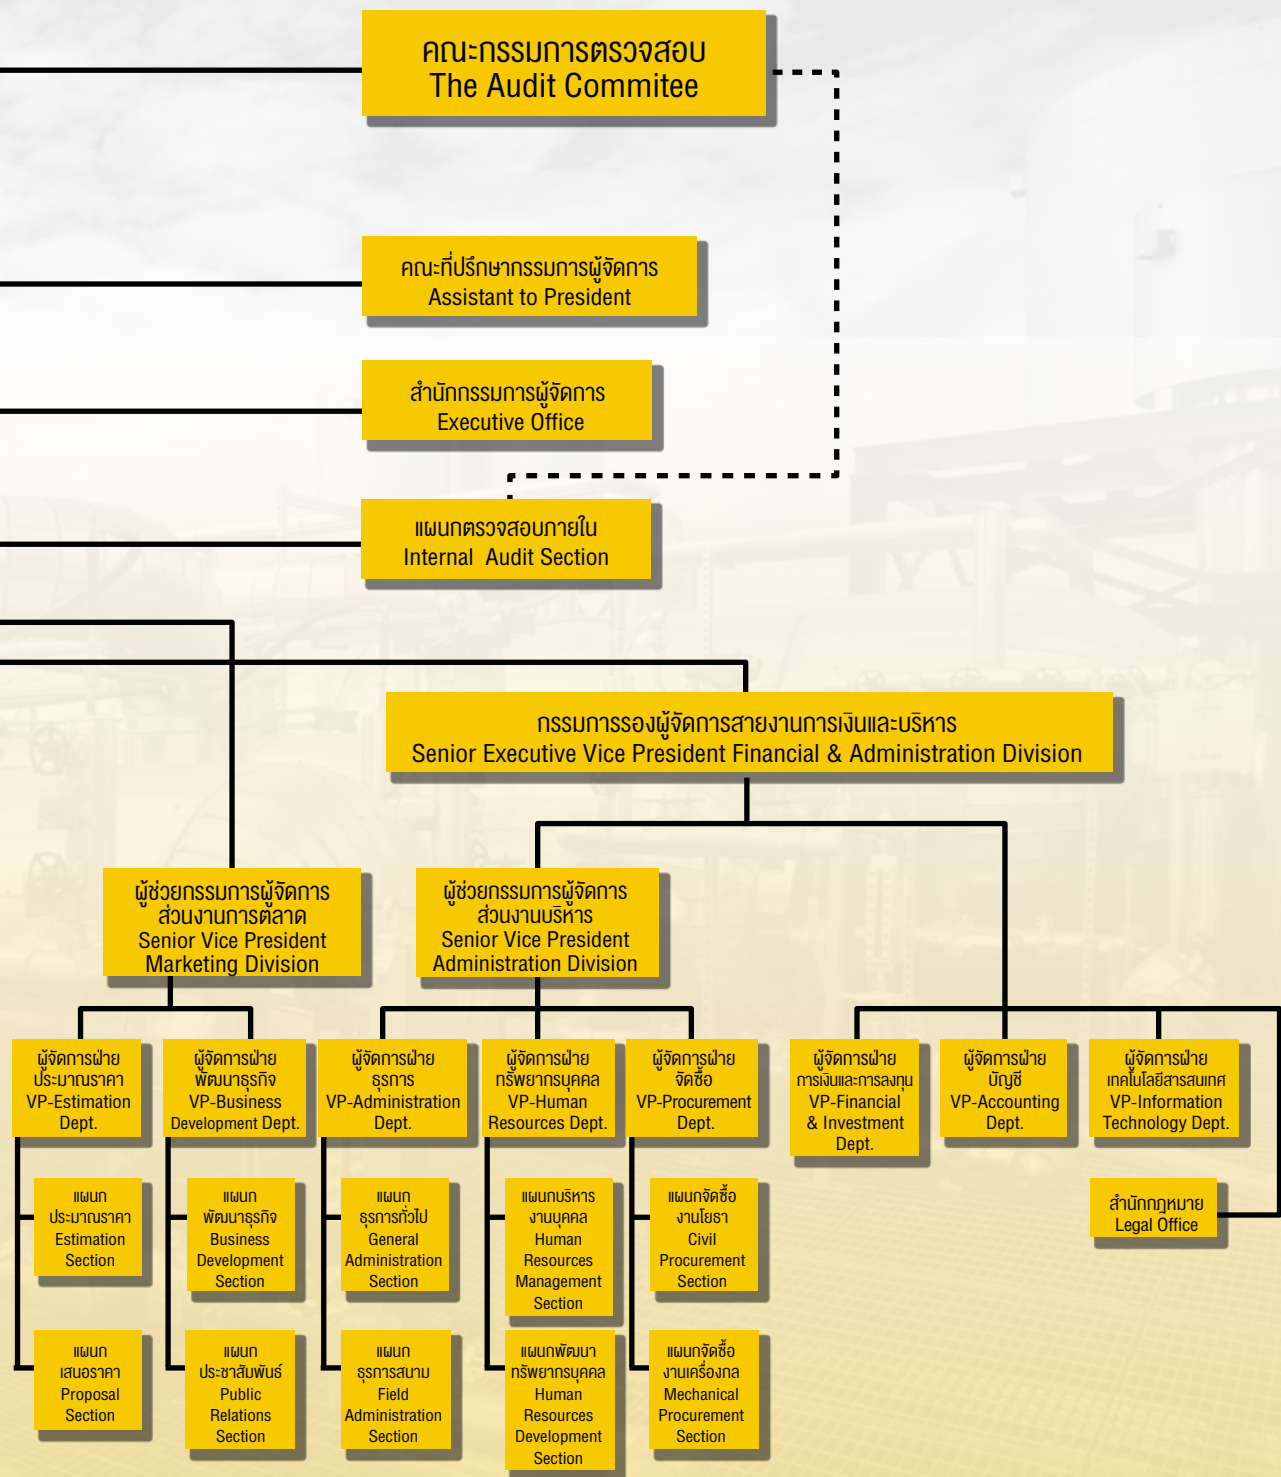 คณะกรรมการตรวจสอบ
The Audit Commitee
คณะที่ปรึกษากรรมการผู้จัดการ
Assistant to President
สำนักกรรมการผู้จัดการ
Executive Office
แผนกตรวจสอบภายใน
Internal Audit Section
กรรมการรองผู้จัดการสายงานการเงินและบริหาร
Senior Executive Vice President Financial & Administration Division
ผู้ช่วยกรรมการผู้จัดการ
ส่วนงานการตลาด
Senior Vice President
Marketing Division
ผู้ช่วยกรรมการผู้จัดการ
ส่วนงานบริหาร
Senior Vice President
Administration Division
ผู้จัดการฝ่าย
ประมาณราคา
VP-Estimation
Dept.
ผู้จัดการฝ่าย
พัฒนาธุรกิจ
VP-Business
Development Dept.
ผู้จัดการฝ่าย
ธุรการ
VP-Administration
Dept.
ผู้จัดการฝ่าย
ทรัพยากรบุคคล
VP-Human
Resources Dept.
ผู้จัดการฝ่าย
จัดซื้อ
VP-Procurement
Dept.
ผู้จัดการฝ่าย
การเงินและการลงทุน
VP-Financial
& Investment
Dept.
ผู้จัดการฝ่าย
บัญชี
VP-Accounting
Dept.
ผู้จัดการฝ่าย
เทคโนโลยีสารสนเทศ
VP-Information
Technology Dept.
แผนก
ประมาณราคา
Estimation
Section
แผนก
พัฒนาธุรกิจ
Business
Development
Section
แผนก
ธุรการทั่วไป
General
Administration
Section
แผนกบริหาร
งานบุคคล
Human
Resources
Management
Section
แผนกจัดซื้อ
งานโยธา
Civil
Procurement
Section
สำนักกฎหมาย
Legal Office
แผนก
เสนอราคา
Proposal
Section
แผนก
ประชาสัมพันธ์
Public
Relations
Section
แผนก
ธุรการสนาม
Field
Administration
Section
แผนกพัฒนา
ทรัพยากรบุคคล
Human
Resources
Development
Section
แผนกจัดซื้อ
งานเครื่องกล
Mechanical
Procurement
Section